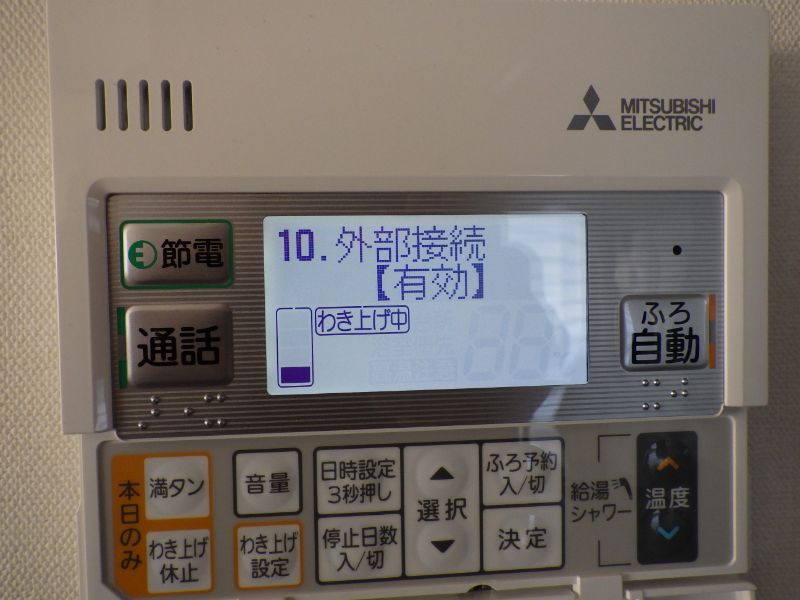 MITSUBISHI
ELECTRIC
節電
10.外部接続
【有効】
通話
わき上げ中
ふろ
自動
本日のみ
満タン
わき上げ
休止
音量
わき上げ
設定
日時設定
3秒押し
停止日数
入/切
選択
ふろ予約
入/切
決定
給湯
シャワー
温度